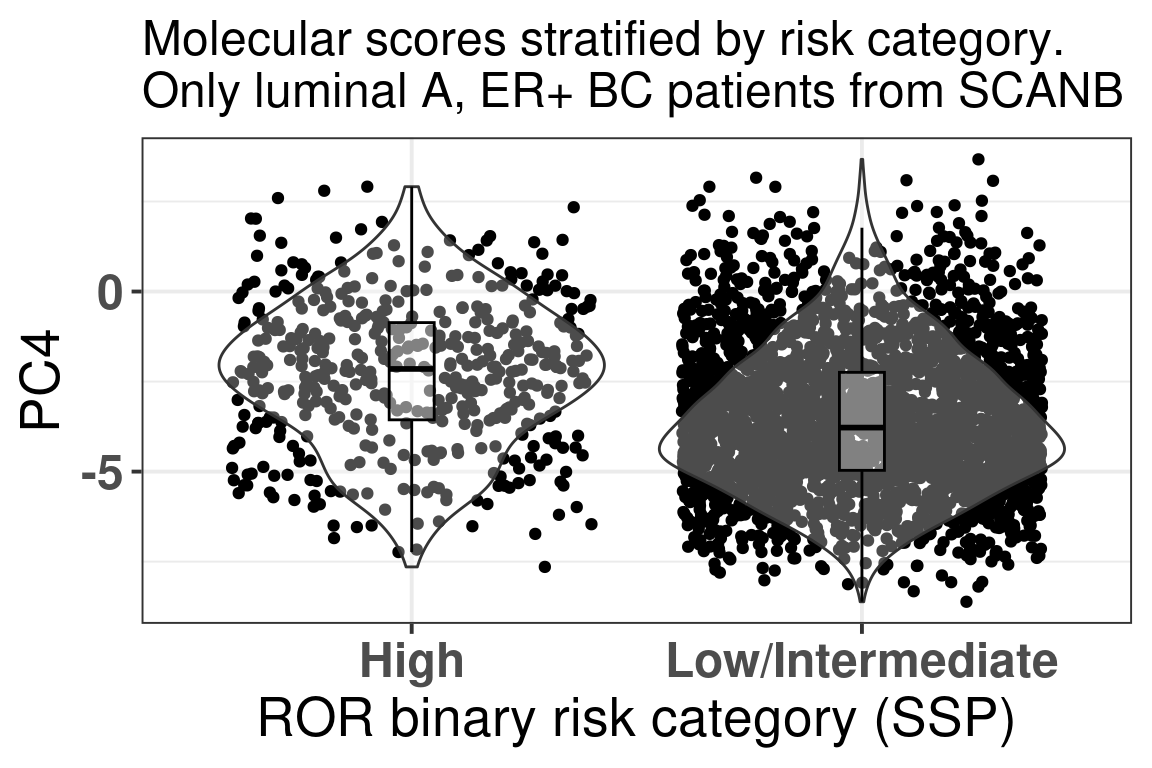 Molecular scores stratified by risk category.
Only luminal A, ER+ BC patients from SCANB
PC4
0
-5
High
Low/Intermediate
ROR binary risk category (SSP)